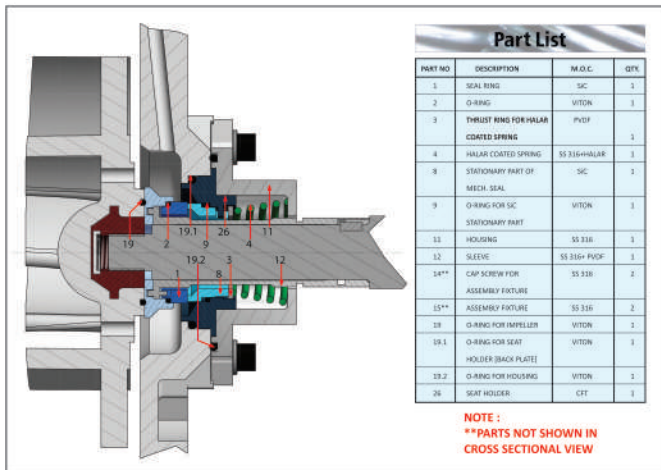 Part List
PART NO DESCRIPTION M.O.C. QTY.
1 SEAL RING SiC 1
2 O-RING VITON 1
3 THRUST RING FOR HALAR PVDF
COATED SPRING 1
4 HALAR COATED SPRING SS 316+HALAR 1
8 STATIONARY PART OF SiC 1
MECH. SEAL
9 O-RING FOR SiC VITON 1
STATIONARY PART
11 HOUSING SS 316 1
12 SLEEVE SS 316+ PVDF 1
14** CAP SCREW FOR SS 316 2
ASSEMBLY FIXTURE
15** ASSEMBLY FIXTURE SS 316 2
19 O-RING FOR IMPELLER VITON 1
19.1 O-RING FOR SEAT VITON 1
HOLDER [BACK PLATE]
19.2 O-RING FOR HOUSING VITON 1
26 SEAT HOLDER CFT 1
NOTE :
**PARTS NOT SHOWN IN
CROSS SECTIONAL VIEW
19 2 19.1 9 26 4 11
19.2
1 8 3 12